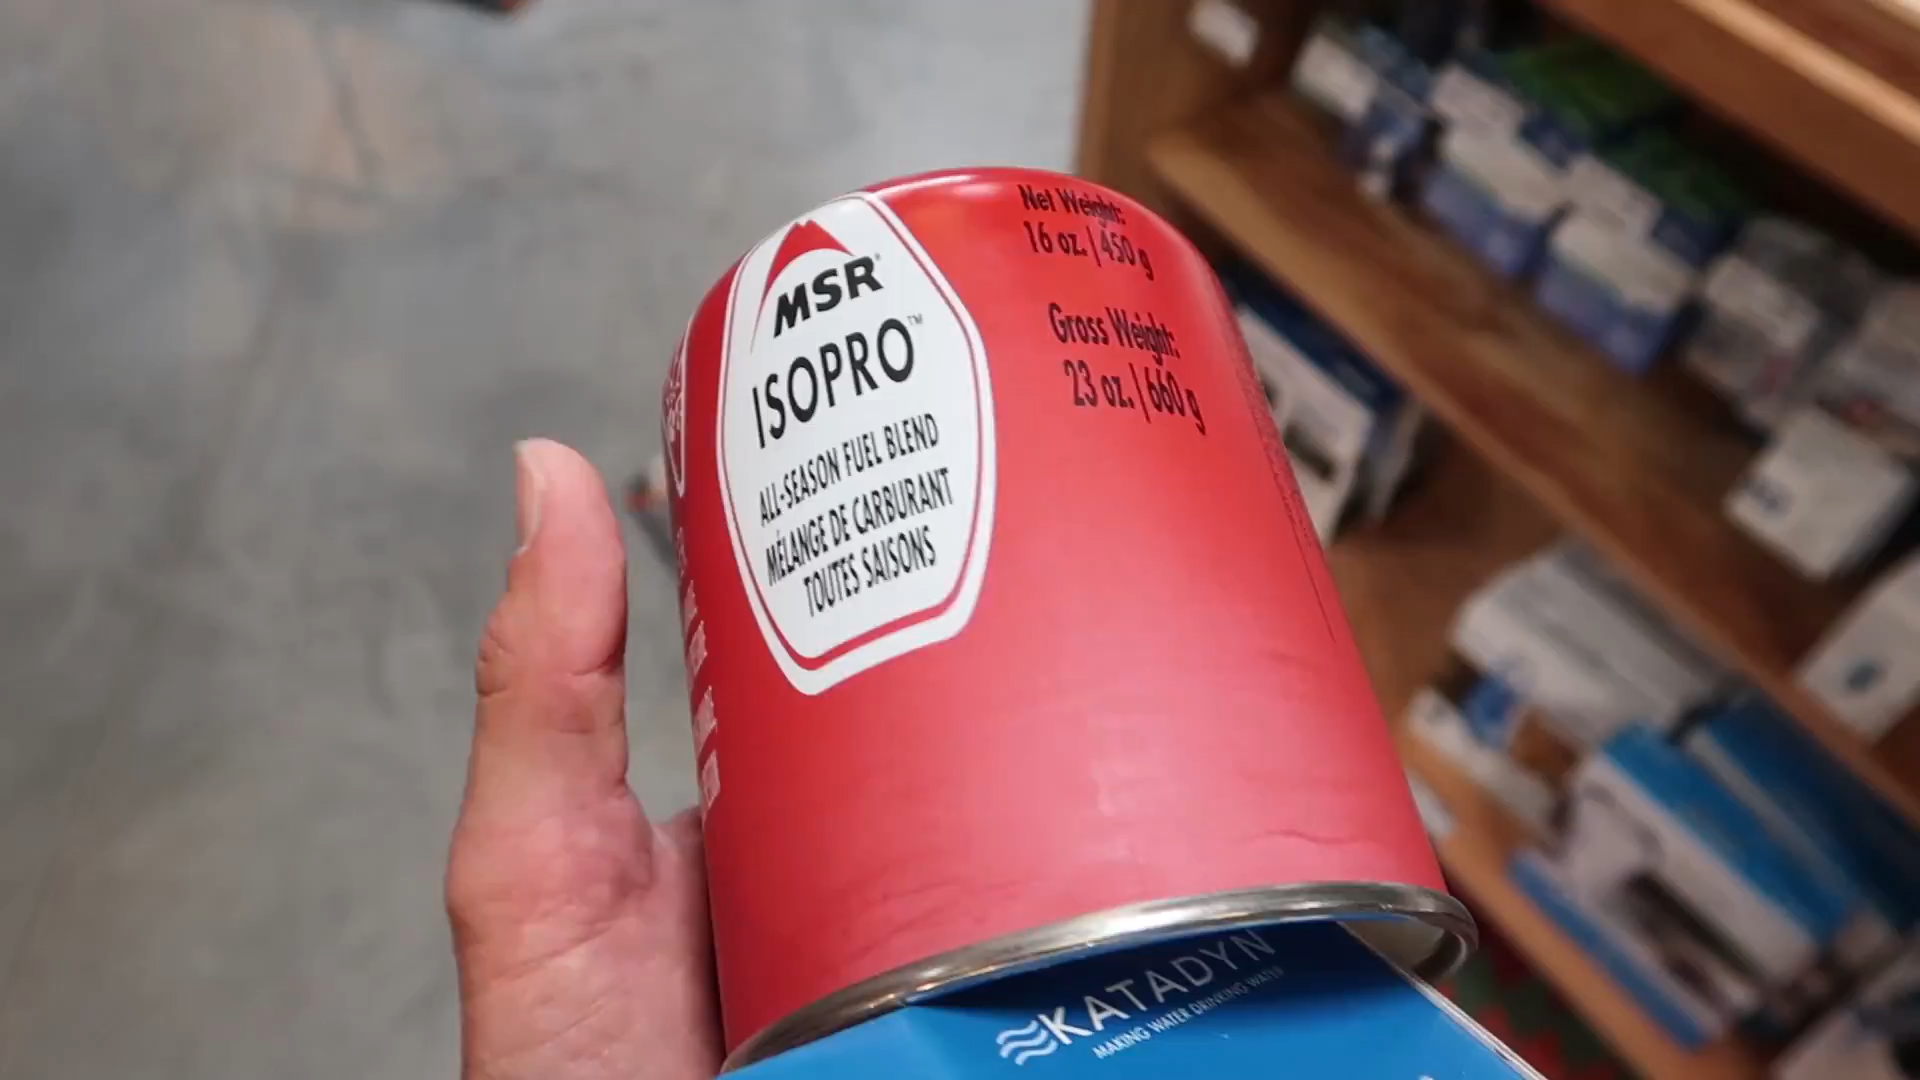 MSR®
ISOPRO™
ALL-SEASON FUEL BLEND
MÉLANGE DE CARBURANT
TOUTES SAISONS
Net Weight:
16 oz. | 450 g
Gross Weight:
23 oz. | 660 g
KATADYN
MAKING WATER DRINKING WATER